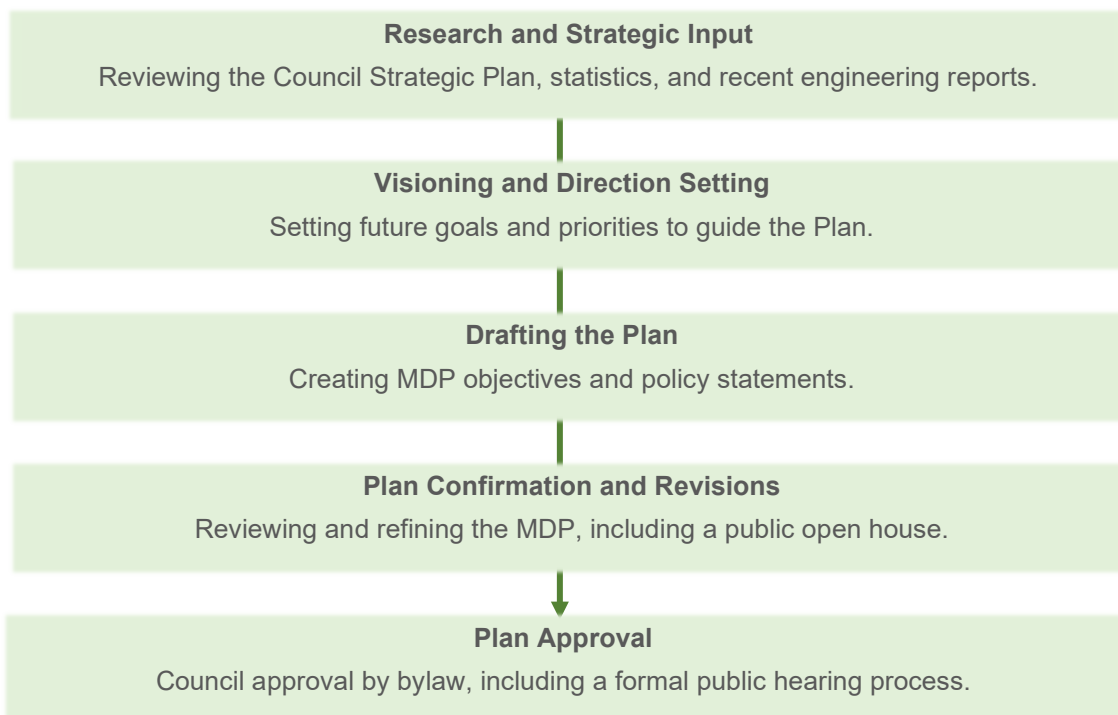 Research and Strategic Input
Reviewing the Council Strategic Plan, statistics, and recent engineering reports.
Visioning and Direction Setting
Setting future goals and priorities to guide the Plan.
Drafting the Plan
Creating MDP objectives and policy statements.
Plan Confirmation and Revisions
Reviewing and refining the MDP, including a public open house.
Plan Approval
Council approval by bylaw, including a formal public hearing process.